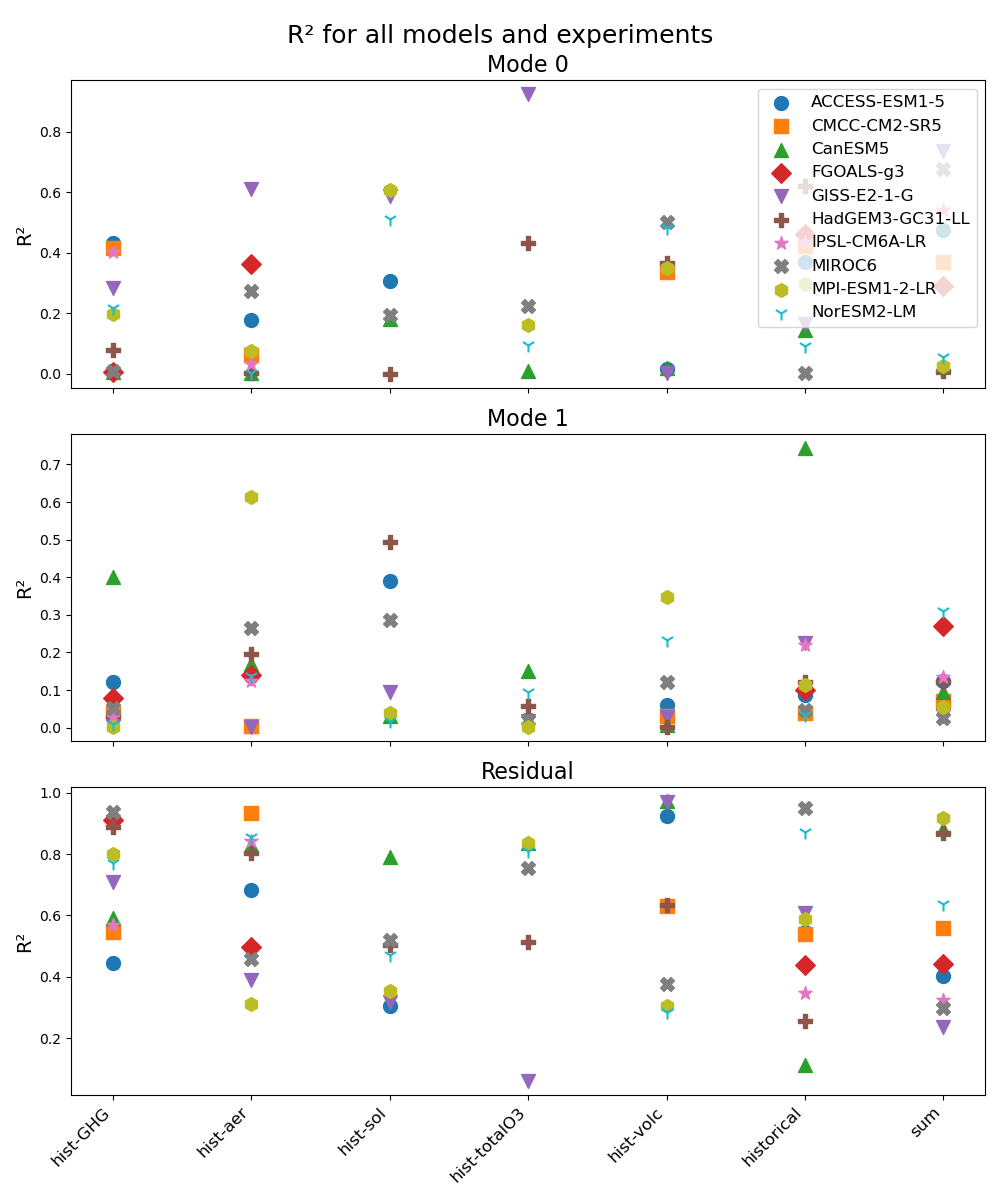 R² for all models and experiments
Mode 0
R²
0.8
0.6
0.4
0.2
0.0
ACCESS-ESM1-5
CMCC-CM2-SR5
CanESM5
FGOALS-g3
GISS-E2-1-G
HadGEM3-GC31-LL
IPSL-CM6A-LR
MIROC6
MPI-ESM1-2-LR
NorESM2-LM
Mode 1
R²
0.7
0.6
0.5
0.4
0.3
0.2
0.1
0.0
Residual
R²
1.0
0.8
0.6
0.4
0.2
hist-GHG
hist-aer
hist-sol
hist-totalO3
hist-volc
historical
sum